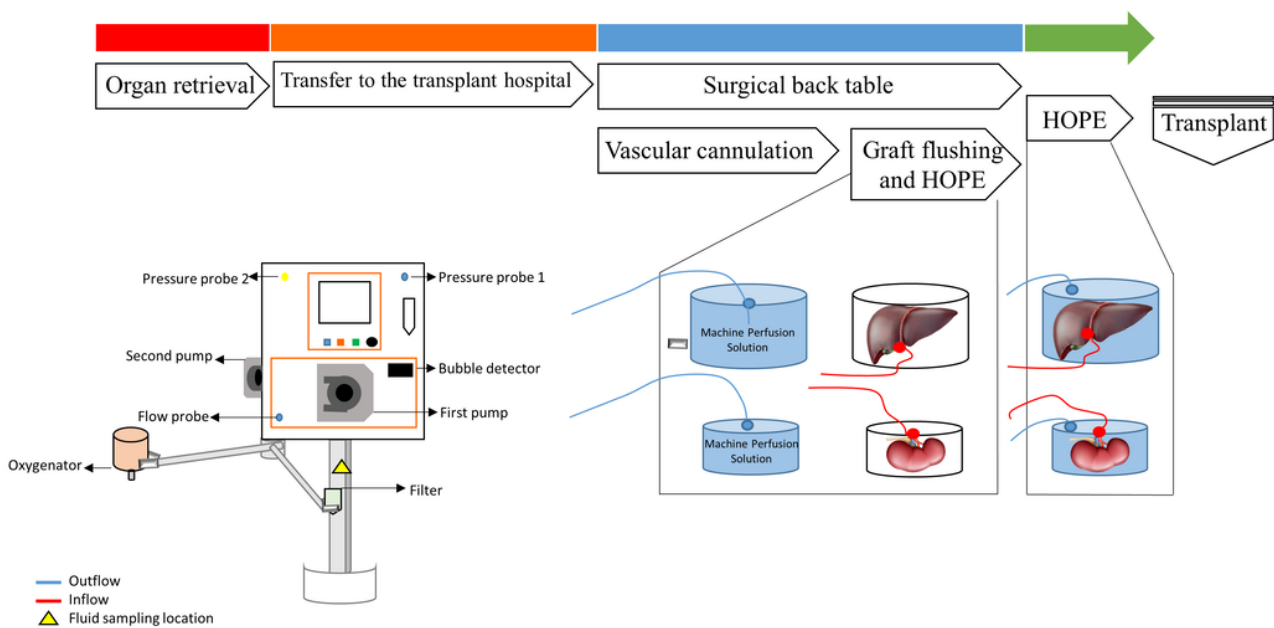 Organ retrieval
Transfer to the transplant hospital
Surgical back table
HOPE
Transplant
Vascular cannulation
Graft flushing
and HOPE
Pressure probe 2
Pressure probe 1
Second pump
Bubble detector
First pump
Flow probe
Oxygenator
Filter
Machine Perfusion
Solution
Machine Perfusion
Solution
Outflow
Inflow
Fluid sampling location